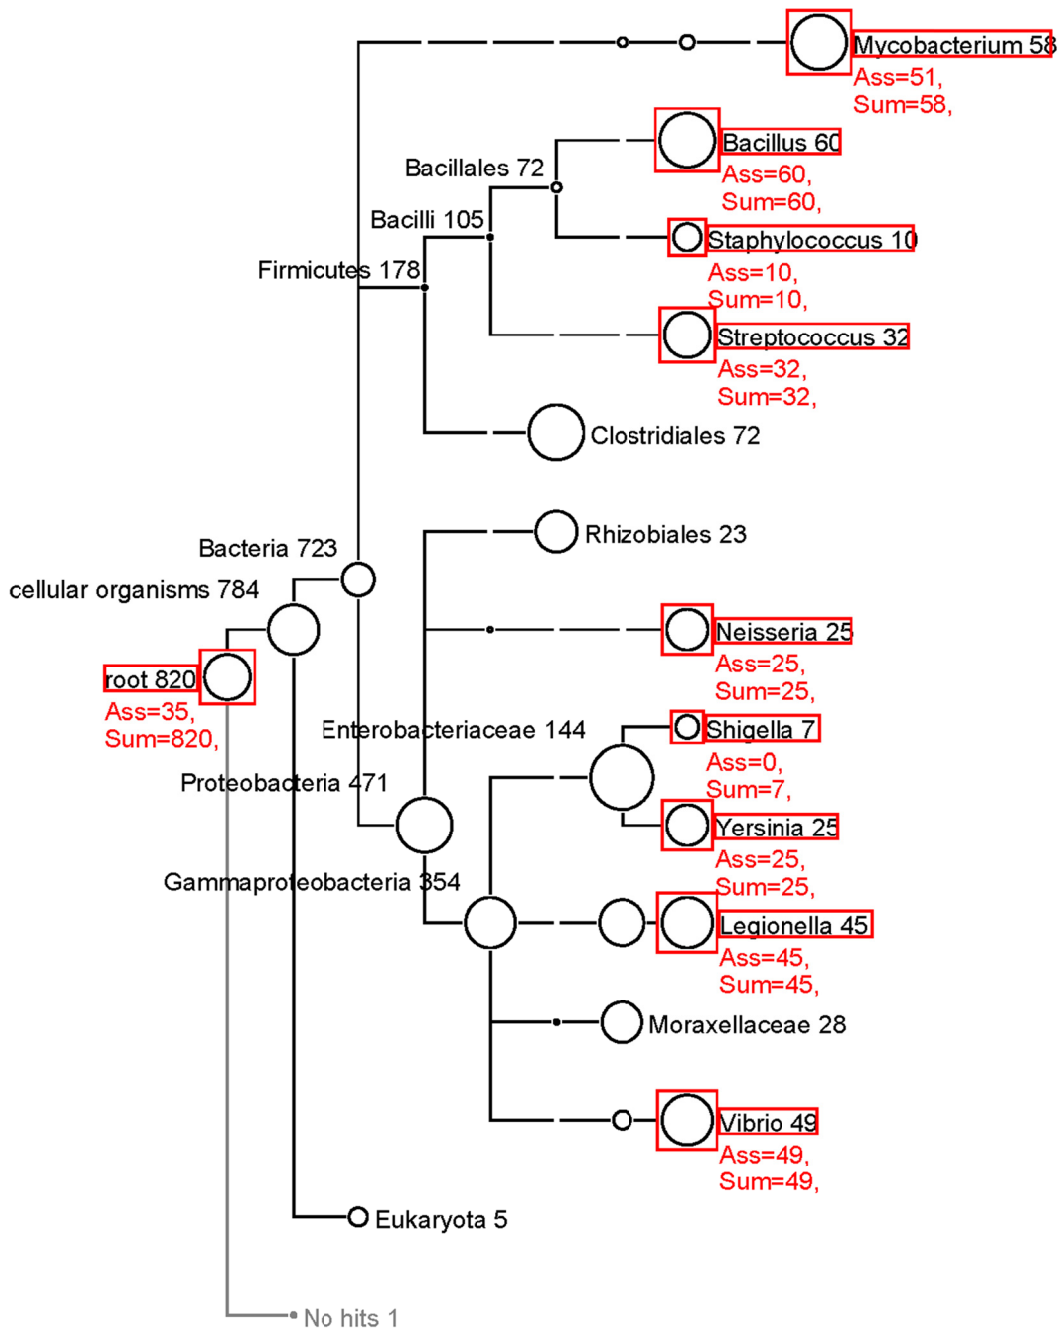 Mycobacterium 58
Ass=51,
Sum=58,
Bacillus 60
Ass=60,
Sum=60,
Bacillales 72
Bacilli 105
Staphylococcus 10
Ass=10,
Sum=10,
Firmicutes 178
Streptococcus 32
Ass=32,
Sum=32,
Clostridiales 72
Rhizobiales 23
Bacteria 723
cellular organisms 784
Neisseria 25
Ass=25,
Sum=25,
root 820
Ass=35,
Sum=820,
Enterobacteriaceae 144
Shigella 7
Ass=0,
Sum=7,
Proteobacteria 471
Yersinia 25
Ass=25,
Sum=25,
Gammaproteobacteria 354
Legionella 45
Ass=45,
Sum=45,
Moraxellaceae 28
Vibrio 49
Ass=49,
Sum=49,
Eukaryota 5
No hits 1